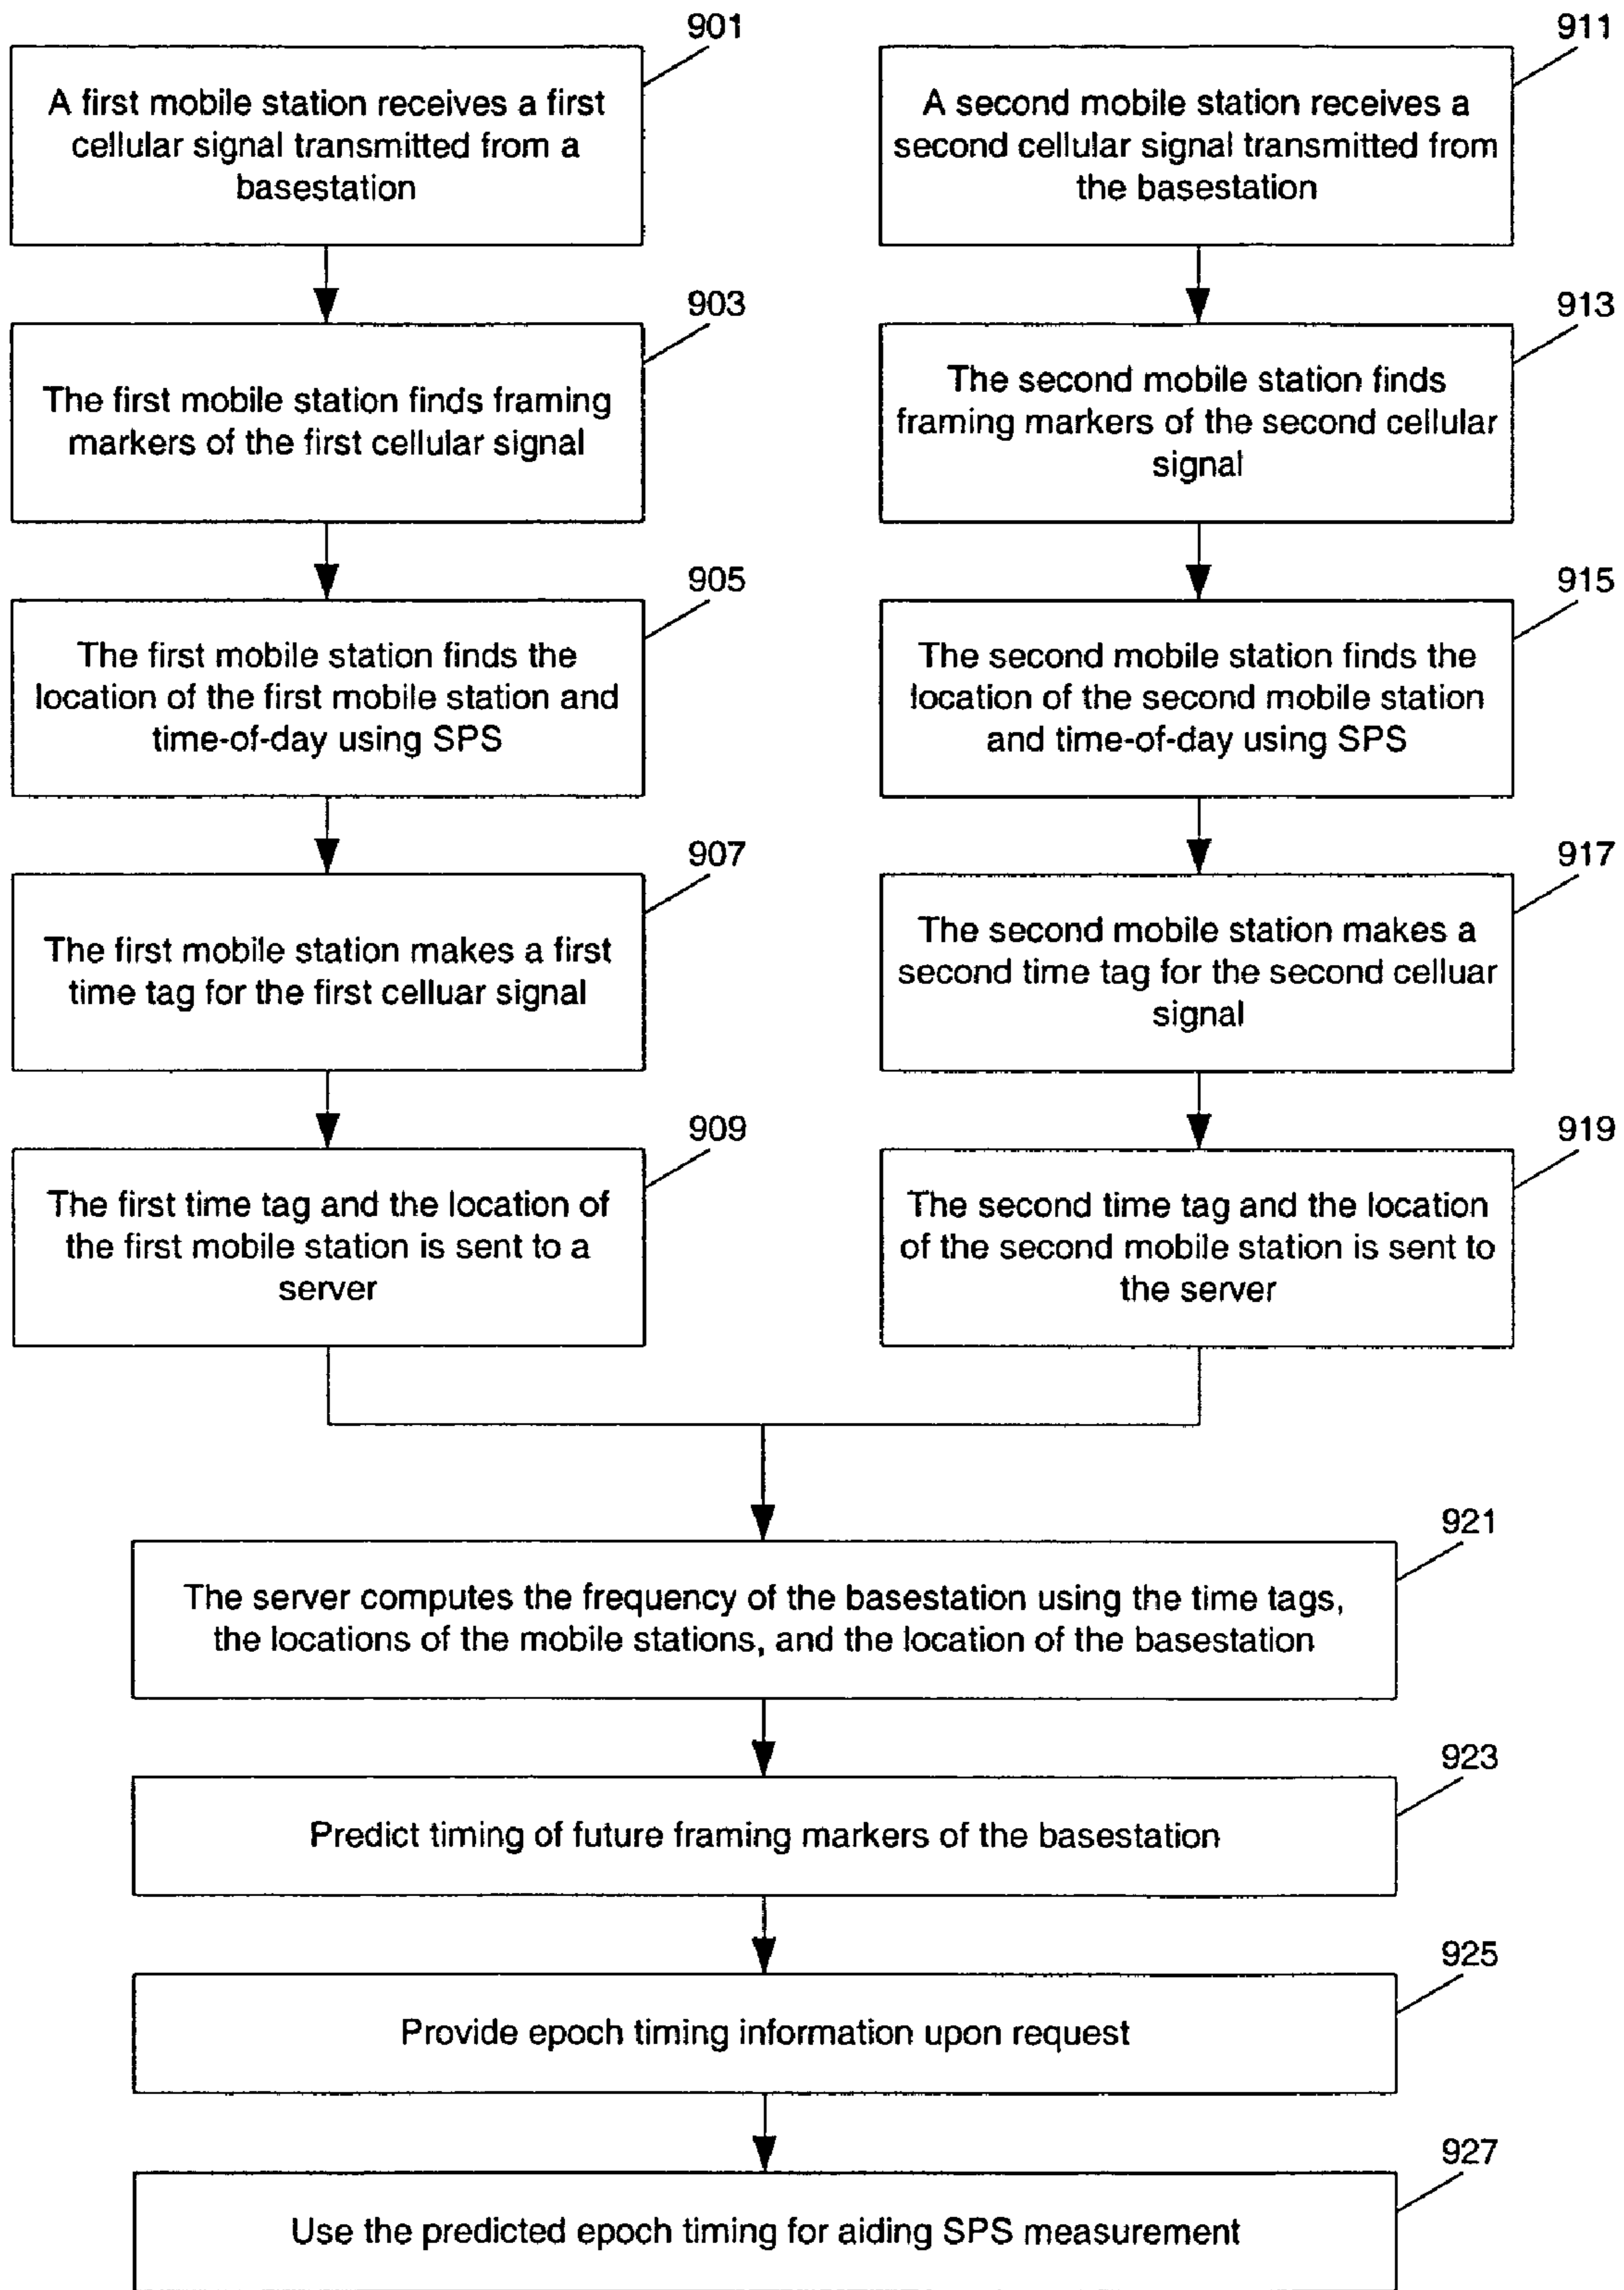 901
A first mobile station receives a first
cellular signal transmitted from a
basestation
903
The first mobile station finds framing
markers of the first cellular signal
905
The first mobile station finds the
location of the first mobile station and
time-of-day using SPS
907
The first mobile station makes a first
time tag for the first celluar signal
909
The first time tag and the location of
the first mobile station is sent to a
server
911
A second mobile station receives a
second cellular signal transmitted from
the basestation
913
The second mobile station finds
framing markers of the second cellular
signal
915
The second mobile station finds the
location of the second mobile station
and time-of-day using SPS
917
The second mobile station makes a
second time tag for the second celluar
signal
919
The second time tag and the location
of the second mobile station is sent to
the server
921
The server computes the frequency of the basestation using the time tags,
the locations of the mobile stations, and the location of the basestation
923
Predict timing of future framing markers of the basestation
925
Provide epoch timing information upon request
927
Use the predicted epoch timing for aiding SPS measurement